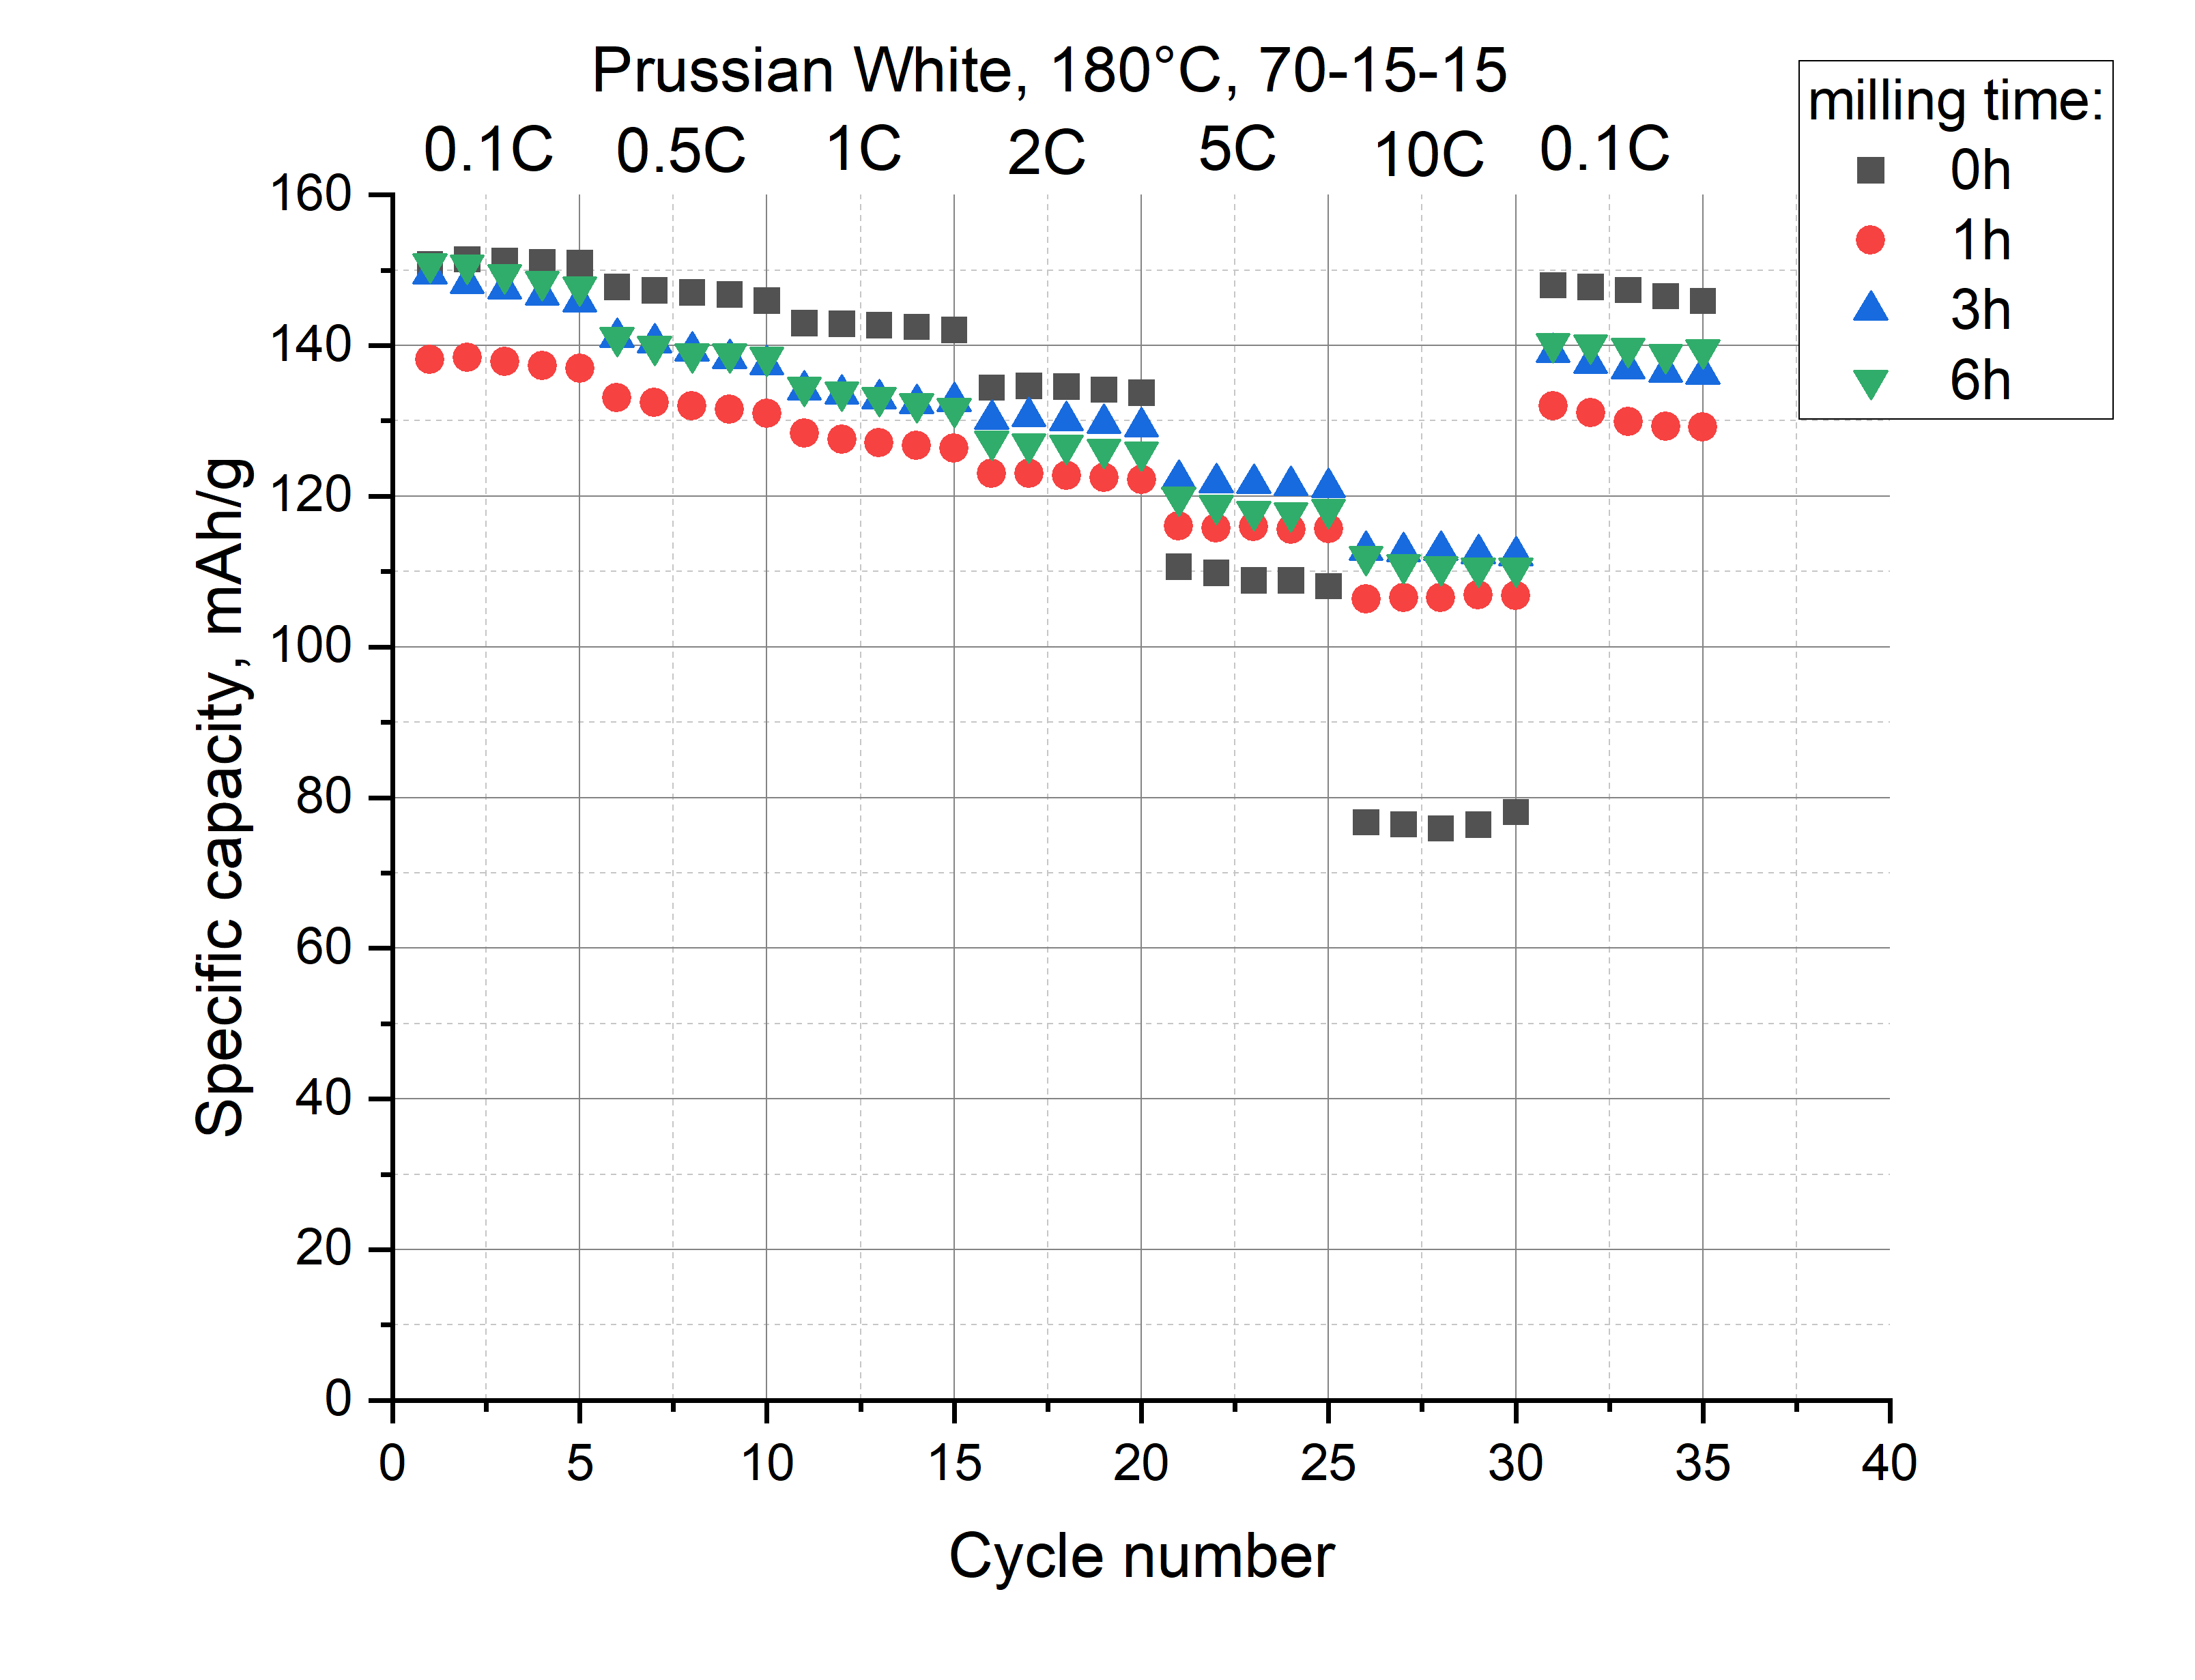 Prussian White, 180°C, 70-15-15
0.1C 0.5C 1C 2C 5C 10C 0.1C
milling time:
0h
1h
3h
6h
160
140
120
100
80
60
40
20
0
Specific capacity, mAh/g
0 5 10 15 20 25 30 35 40
Cycle number